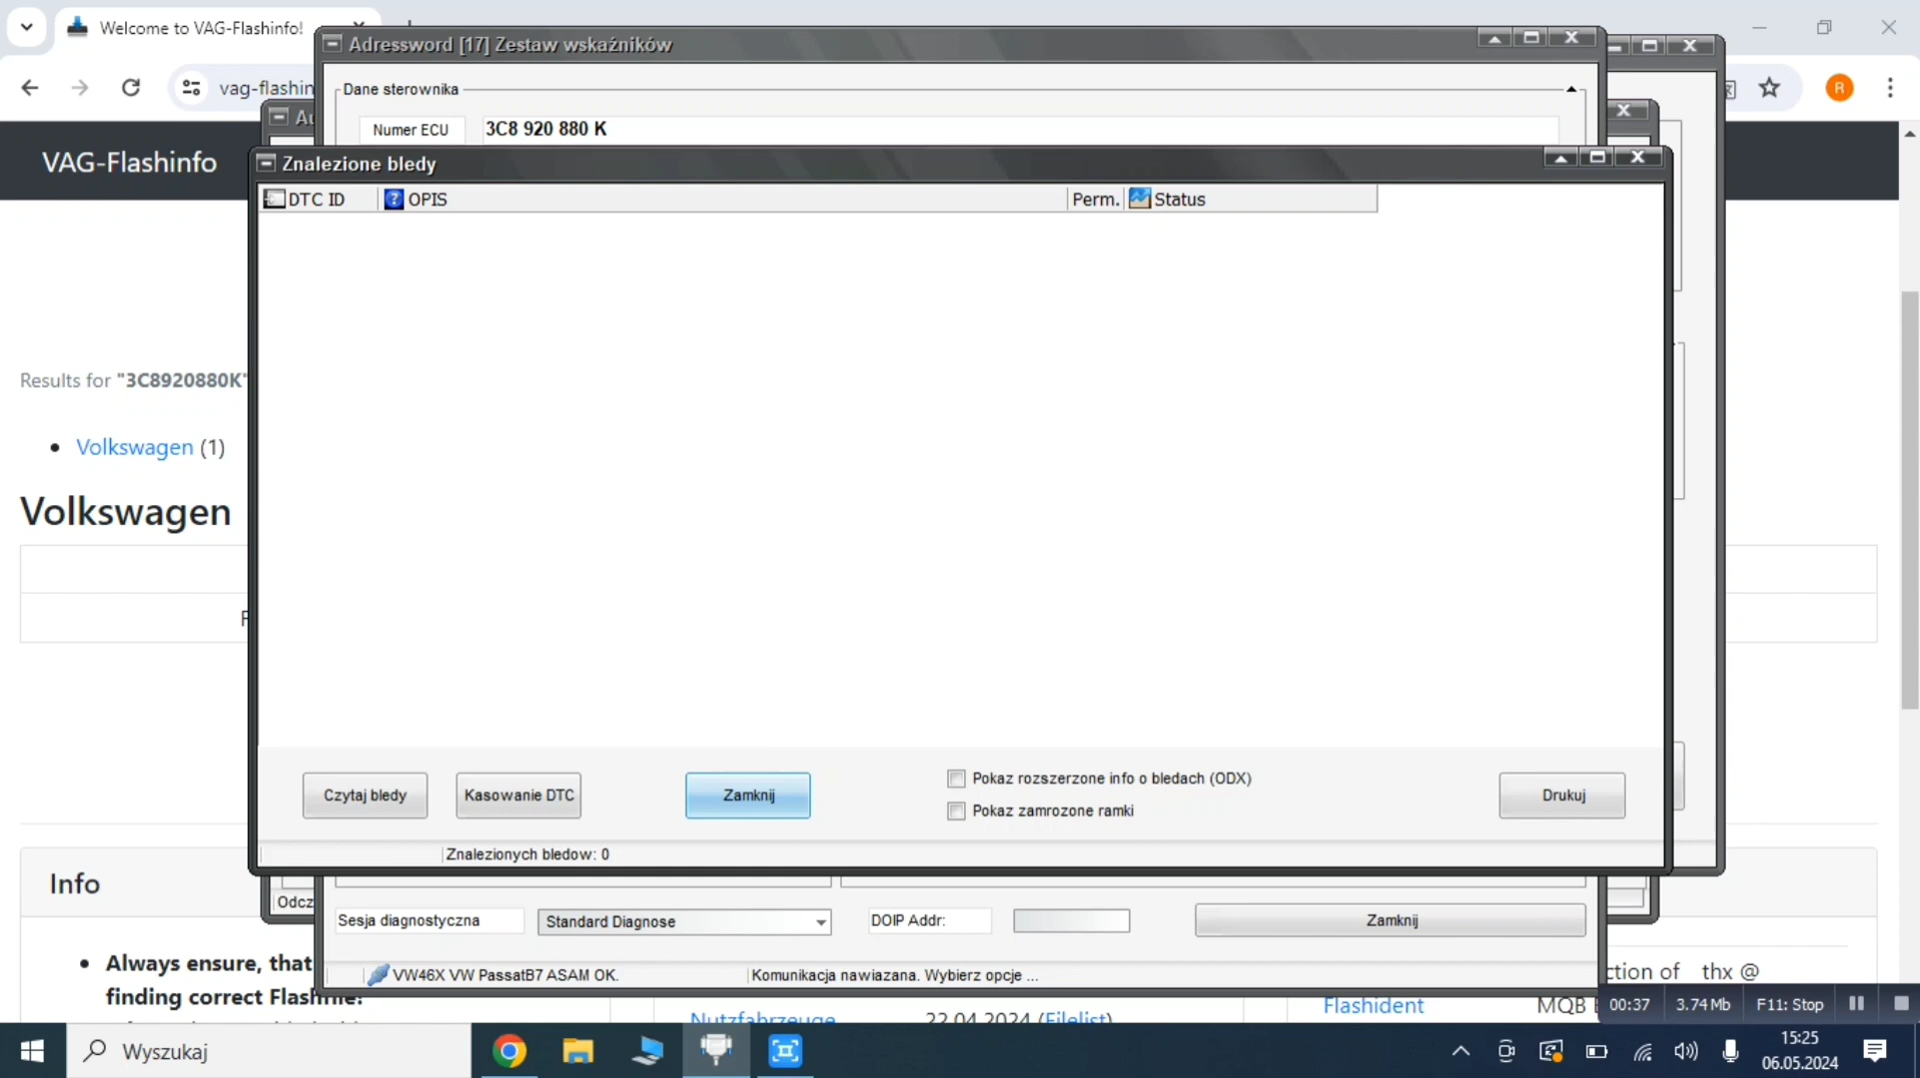 Welcome to VAG-Flashinfo!
Adressword [17] Zestaw wskaźników
vag-flashin
Dane sterownika
R
Numer ECU
3C8 920 880 K
VAG-Flashinfo
Znalezione bledy
DTC ID
OPIS
Perm.
Status
Results for "3C8920880K"
Volkswagen (1)
Volkswagen
Czytaj bledy
Kasowanie DTC
Zamknij
Pokaz rozszerzone info o bledach (ODX)
Pokaz zamrozone ramki
Drukuj
Znalezionych bledow: 0
Info
Odcz
Sesja diagnostyczna
Standard Diagnose
DOIP Addr:
Zamknij
Always ensure, that
VW46X VW PassatB7 ASAM OK.
Komunikacja nawiazana. Wybierz opcje ...
ction of thx @
finding correct
Nutzfahrzeuge
22.04.2024 (Filelist)
Flashident
MQB
00:37
3.74Mb
F11: Stop
Wyszukaj
15:25
06.05.2024